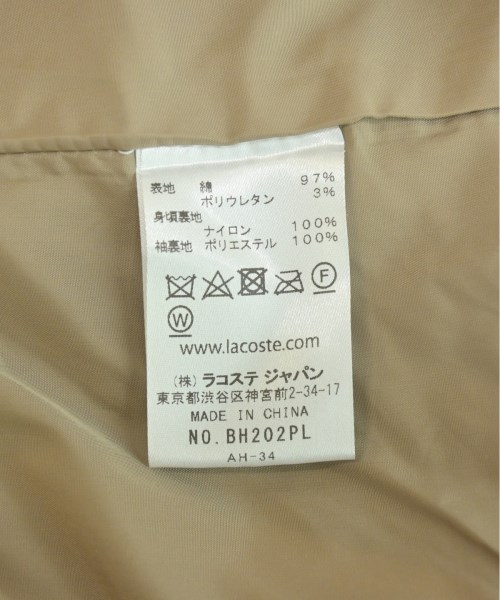 表地 綿 97%
ポリウレタン 3%
身頃裏地
ナイロン 100%
袖裏地 ポリエステル 100%
F
W
www.lacoste.com
(株) ラコステ ジャパン
東京都渋谷区神宮前2-34-17
MADE IN CHINA
NO. BH202PL
AH-34